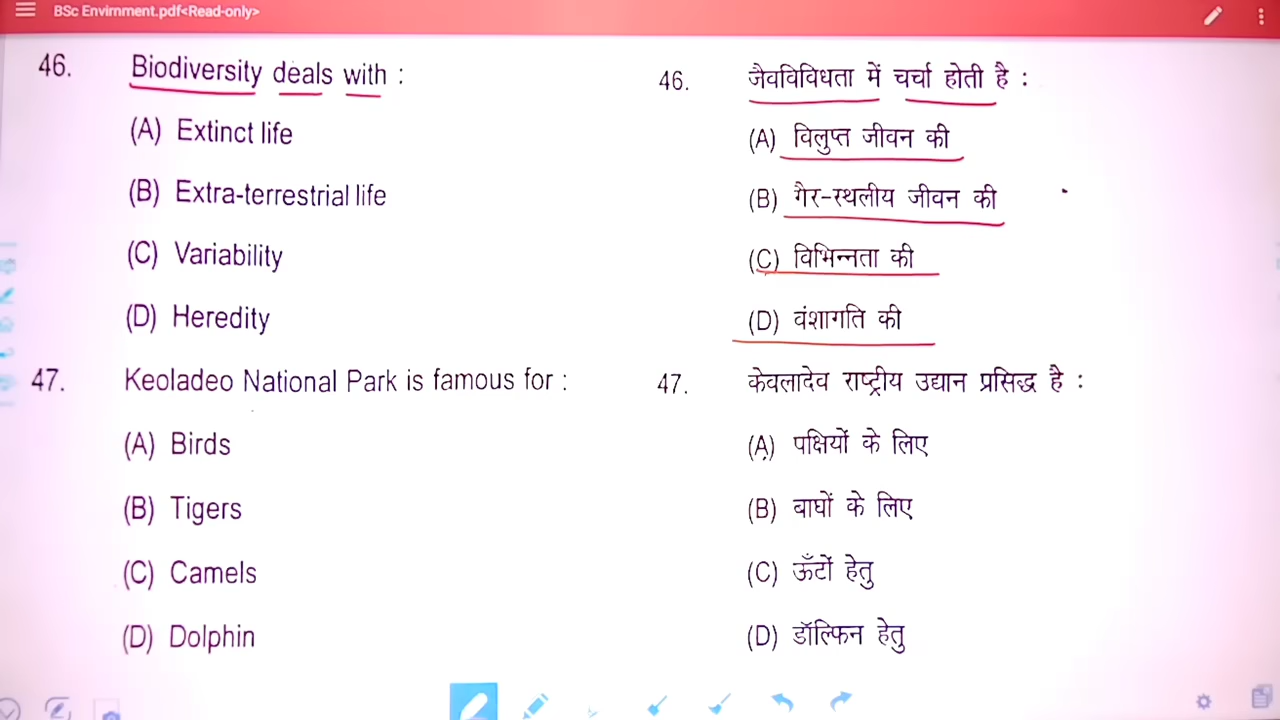 BSc Envirnment.pdf<Read-only>
46. Biodiversity deals with :
(A) Extinct life
(B) Extra-terrestrial life
(C) Variability
(D) Heredity
47. Keoladeo National Park is famous for :
(A) Birds
(B) Tigers
(C) Camels
(D) Dolphin
46. जैवविविधता में चर्चा होती है :
(A) विलुप्त जीवन की
(B) गैर-स्थलीय जीवन की
(C) विभिन्नता की
(D) वंशागति की
47. केवलादेव राष्ट्रीय उद्यान प्रसिद्ध है :
(A) पक्षियों के लिए
(B) बाघों के लिए
(C) ऊँटों हेतु
(D) डॉल्फिन हेतु